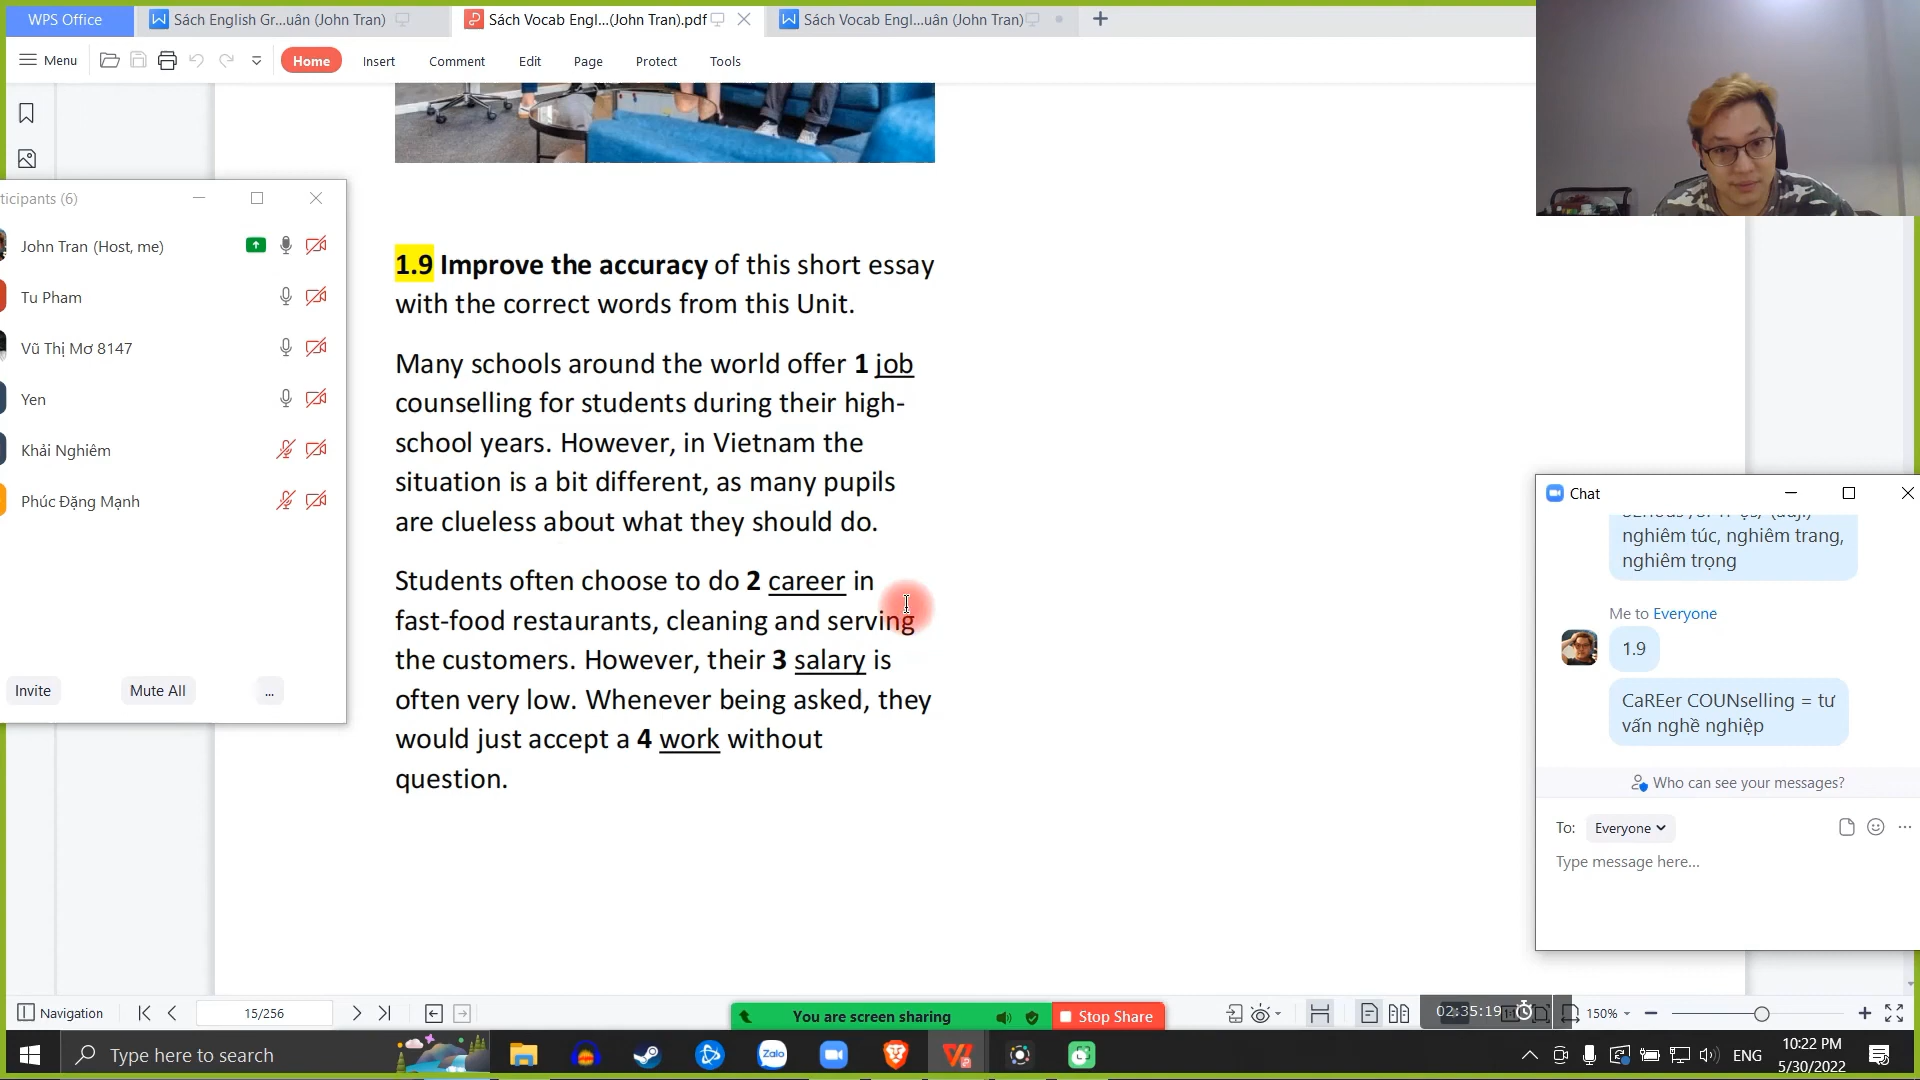 WPS Office
Sách English Gr...uân (John Tran)
Sách Vocab Engl...(John Tran).pdf
Sách Vocab Engl...uân (John Tran)
Menu
Home
Insert
Comment
Edit
Page
Protect
Tools
ticipants (6)
John Tran (Host, me)
Tu Pham
Vũ Thị Mơ 8147
Yen
Khải Nghiêm
Phúc Đặng Mạnh
Invite
Mute All
...
1.9 Improve the accuracy of this short essay
with the correct words from this Unit.
Many schools around the world offer 1 job
counselling for students during their high-
school years. However, in Vietnam the
situation is a bit different, as many pupils
are clueless about what they should do.
Students often choose to do 2 career in
fast-food restaurants, cleaning and serving
the customers. However, their 3 salary is
often very low. Whenever being asked, they
would just accept a 4 work without
question.
Chat
nghiêm túc, nghiêm trang,
nghiêm trọng
Me to Everyone
1.9
CaREer COUNselling = tư
vấn nghề nghiệp
Who can see your messages?
To: Everyone
Type message here...
Navigation
15/256
You are screen sharing
Stop Share
02:35:19
150%
Type here to search
Zalo
ENG
10:22 PM
5/30/2022